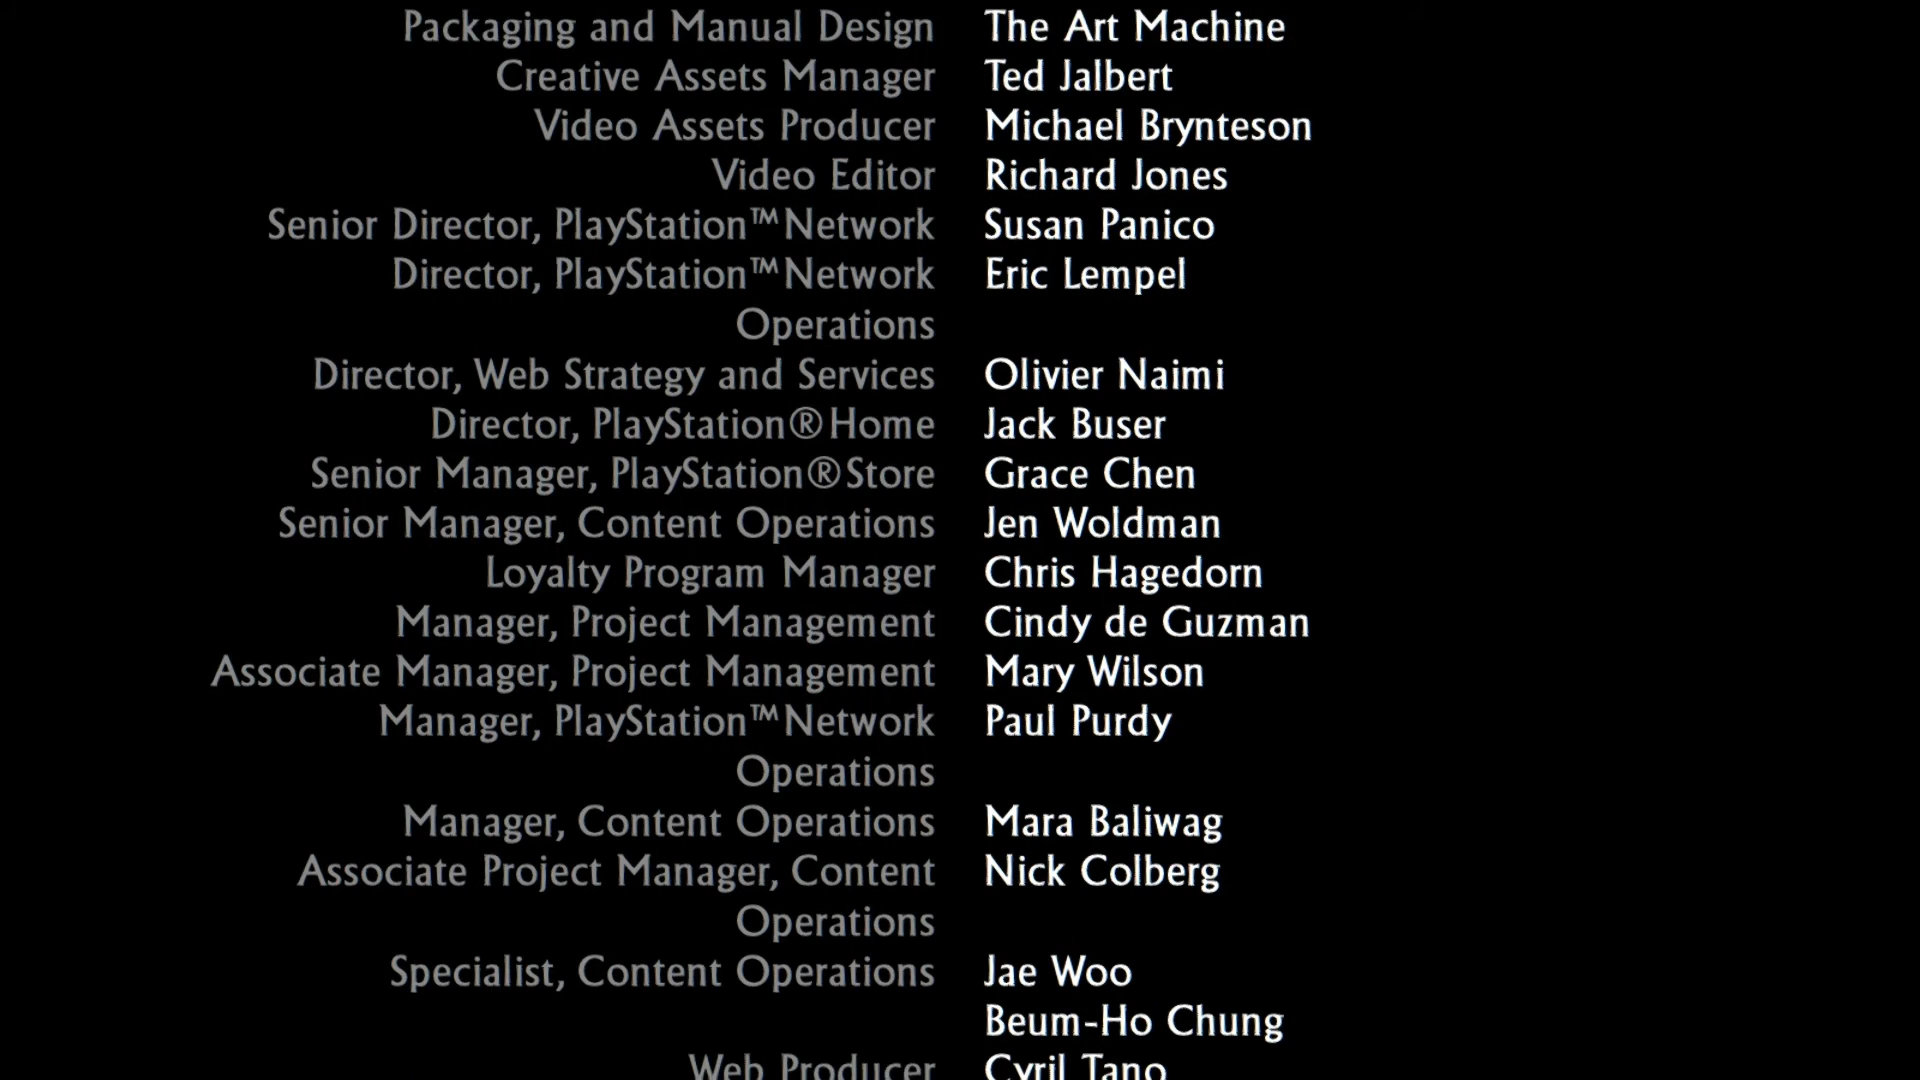 Packaging and Manual Design The Art Machine
Creative Assets Manager Ted Jalbert
Video Assets Producer Michael Brynteson
Video Editor Richard Jones
Senior Director, PlayStation™Network Susan Panico
Director, PlayStation™Network Eric Lempel
Operations
Director, Web Strategy and Services Olivier Naimi
Director, PlayStation®Home Jack Buser
Senior Manager, PlayStation®Store Grace Chen
Senior Manager, Content Operations Jen Woldman
Loyalty Program Manager Chris Hagedorn
Manager, Project Management Cindy de Guzman
Associate Manager, Project Management Mary Wilson
Manager, PlayStation™Network Paul Purdy
Operations
Manager, Content Operations Mara Baliwag
Associate Project Manager, Content Nick Colberg
Operations
Specialist, Content Operations Jae Woo
Beum-Ho Chung
Web Producer Cyril Tano